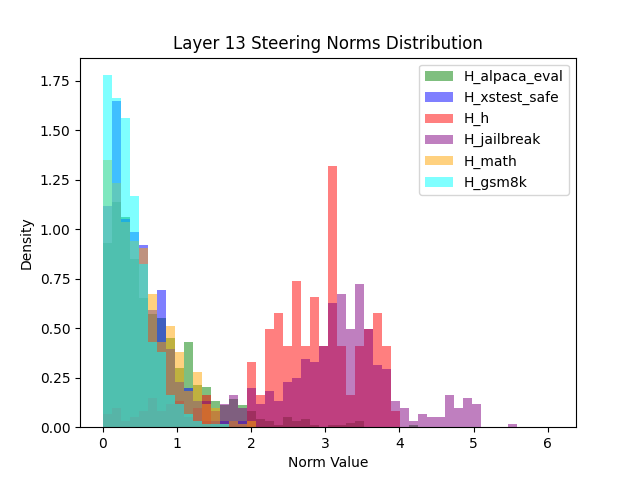 Layer 13 Steering Norms Distribution
H_alpaca_eval
H_xstest_safe
H_h
H_jailbreak
H_math
H_gsm8k
Density
1.75
1.50
1.25
1.00
0.75
0.50
0.25
0.00
0 1 2 3 4 5 6
Norm Value